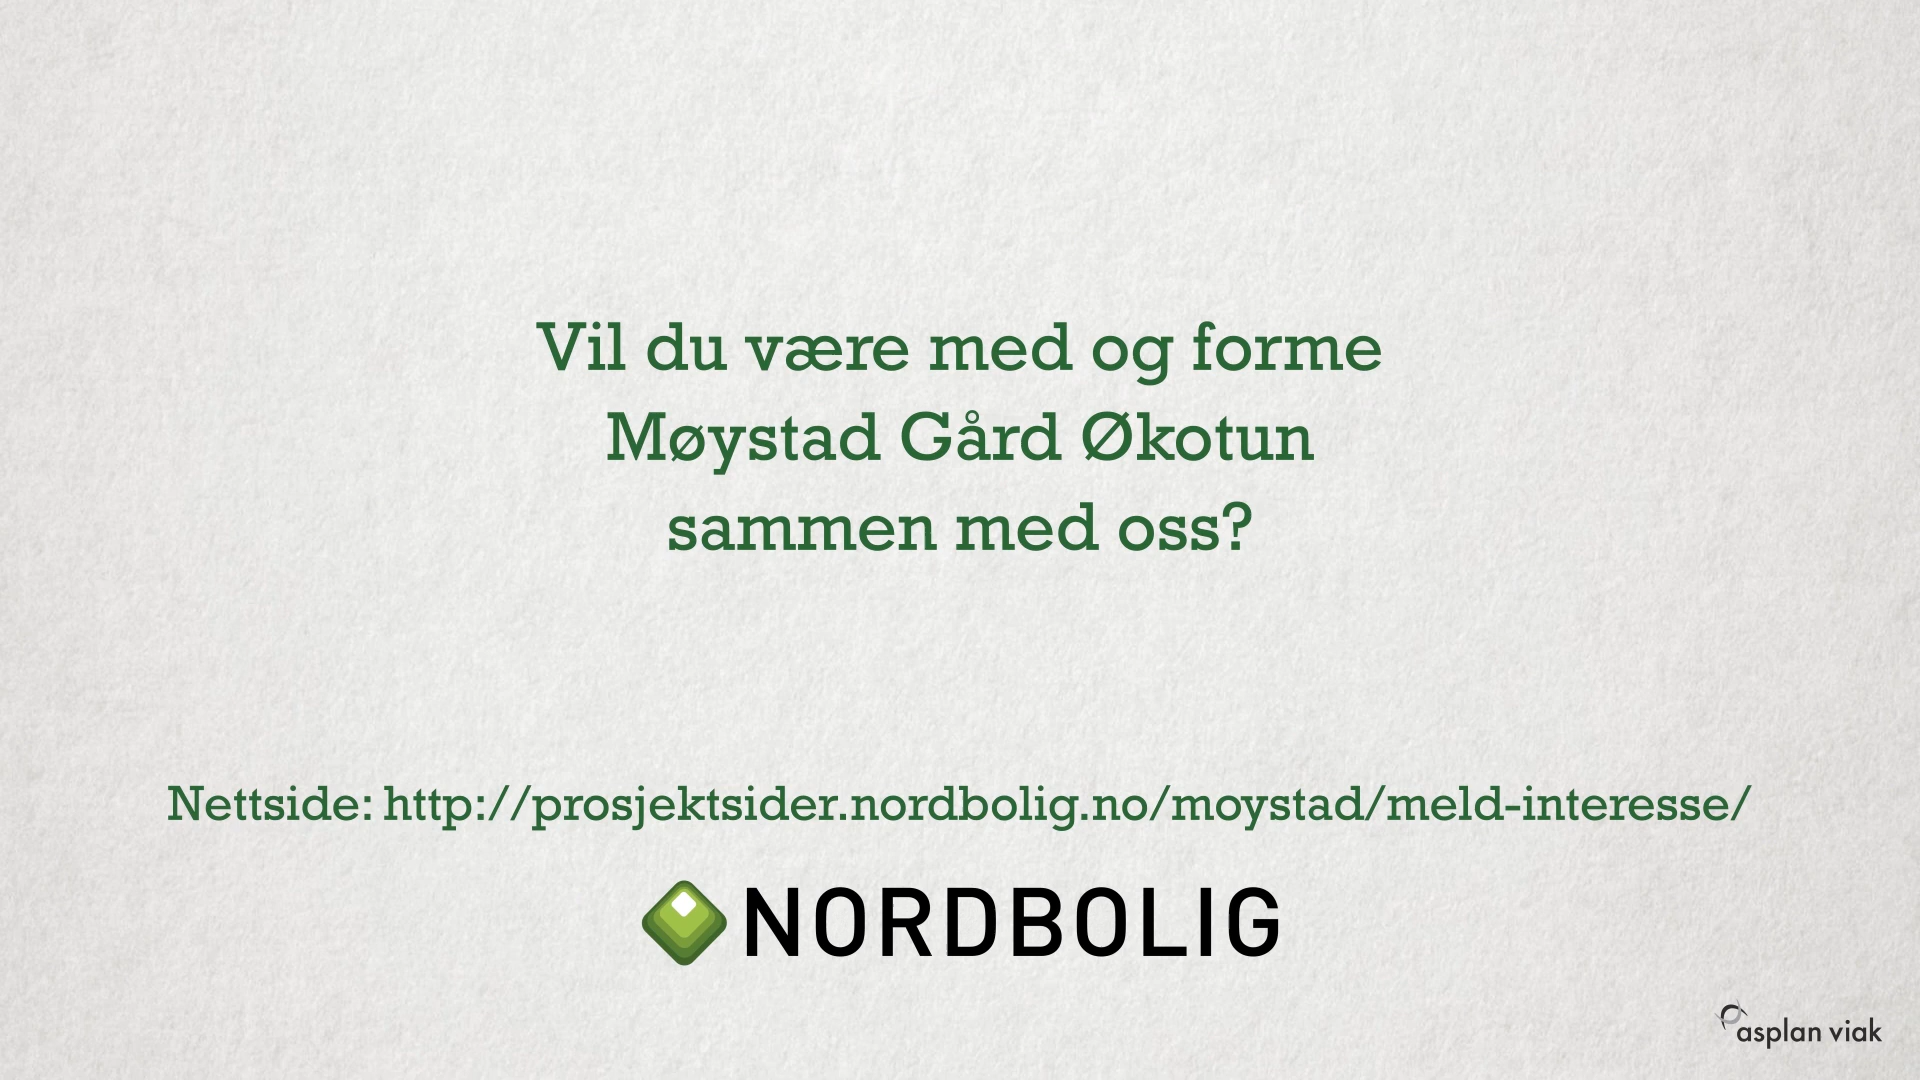 Vil du være med og forme
Møystad Gård Økotun
sammen med oss?
Nettside: http://prosjektsider.nordbolig.no/moystad/meld-interesse/
NORDBOLIG
asplan viak